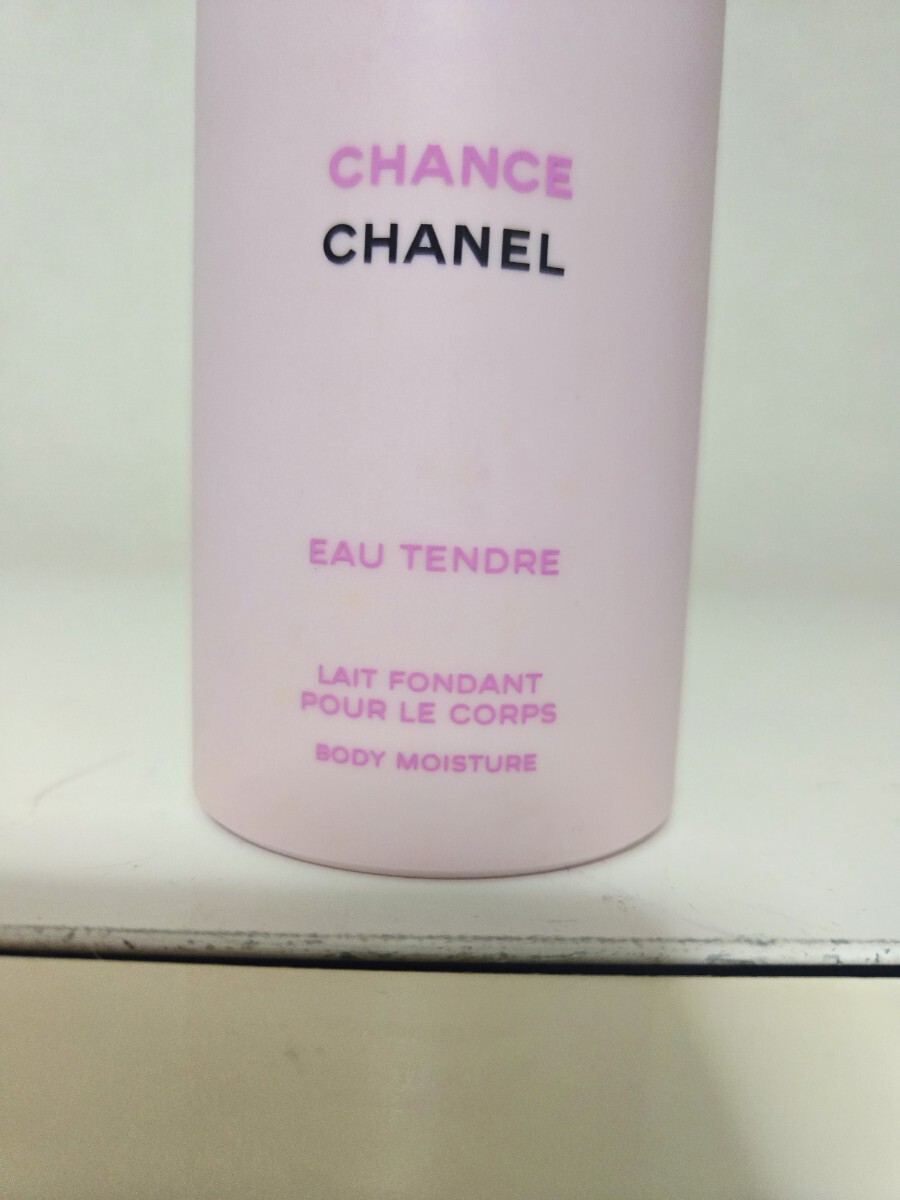 CHANCE
CHANEL
EAU TENDRE
LAIT FONDANT
POUR LE CORPS
BODY MOISTURE